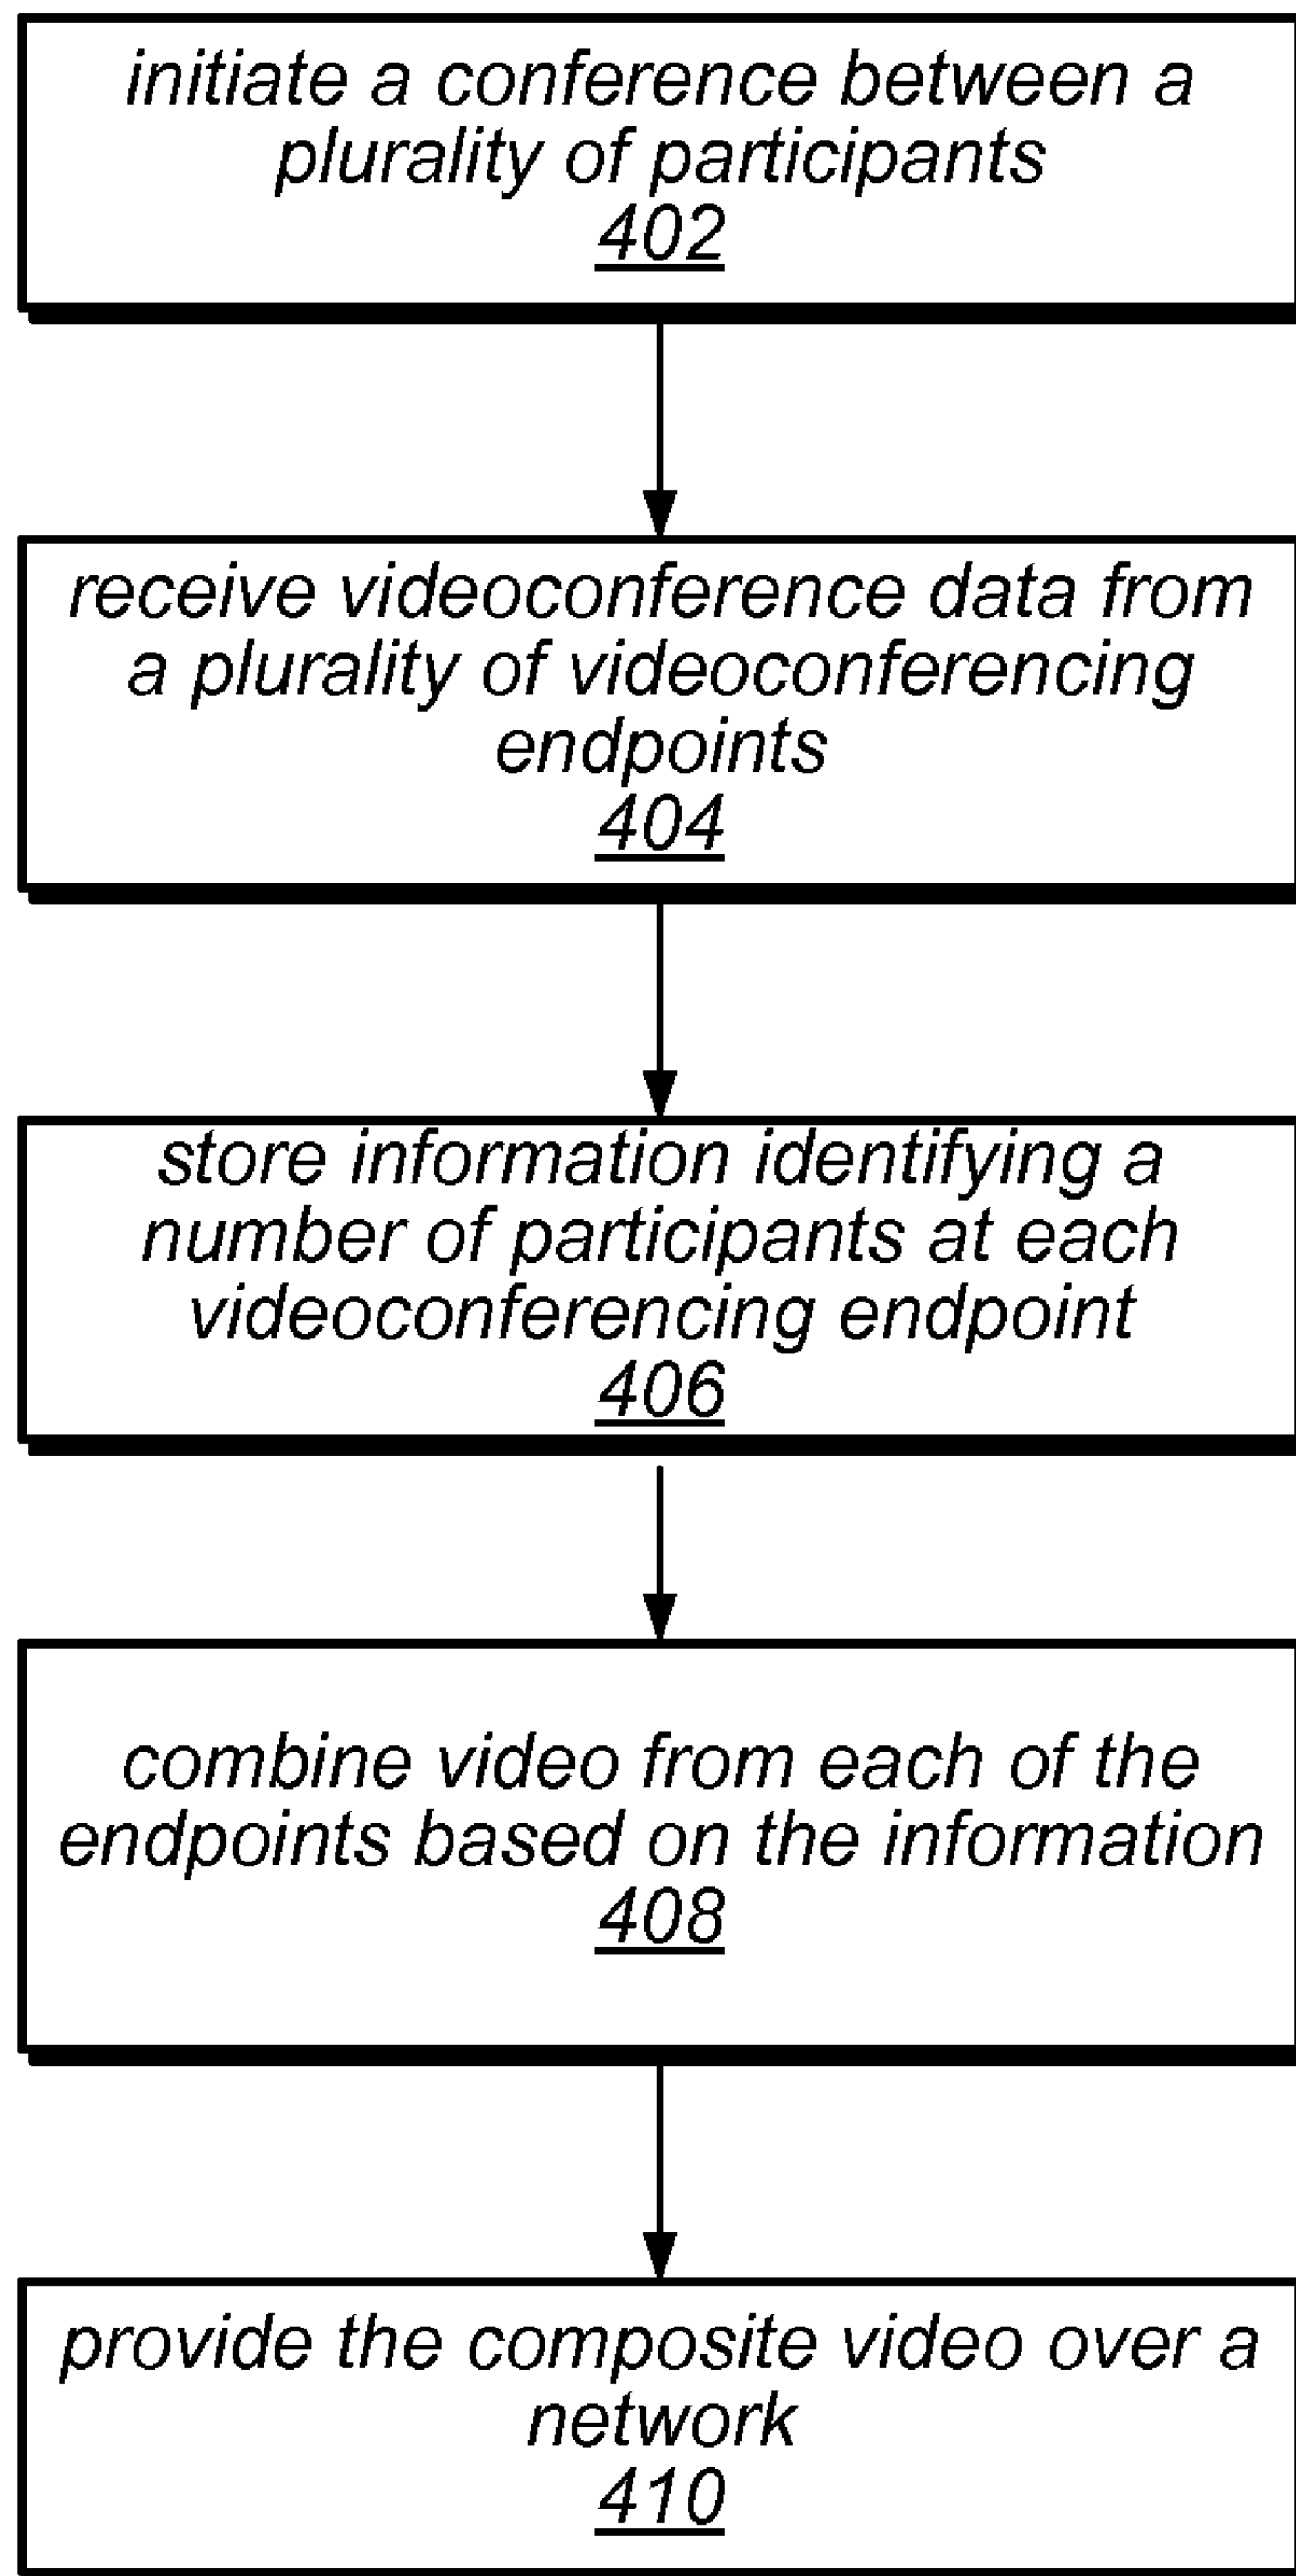 initiate a conference between a
plurality of participants
402
receive videoconference data from
a plurality of videoconferencing
endpoints
404
store information identifying a
number of participants at each
videoconferencing endpoint
406
combine video from each of the
endpoints based on the information
408
provide the composite video over a
network
410